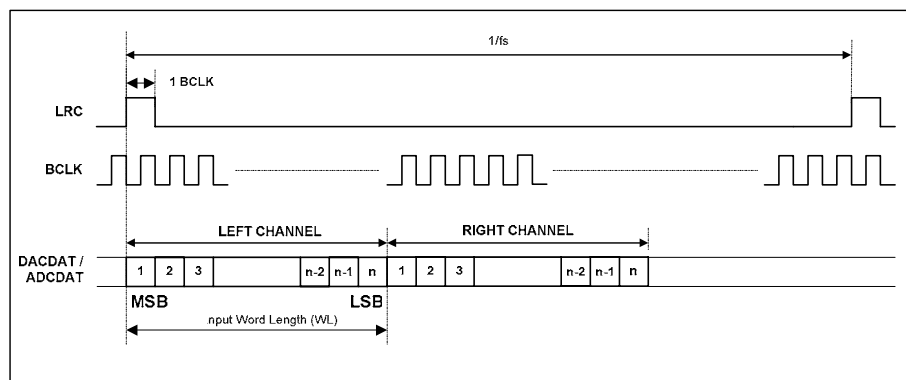 1/fs
1 BCLK
LRC
BCLK
LEFT CHANNEL RIGHT CHANNEL
DACDAT /
ADCDAT
1 2 3 n-2 n-1 n 1 2 3 n-2 n-1 n
MSB LSB
nput Word Length (WL)